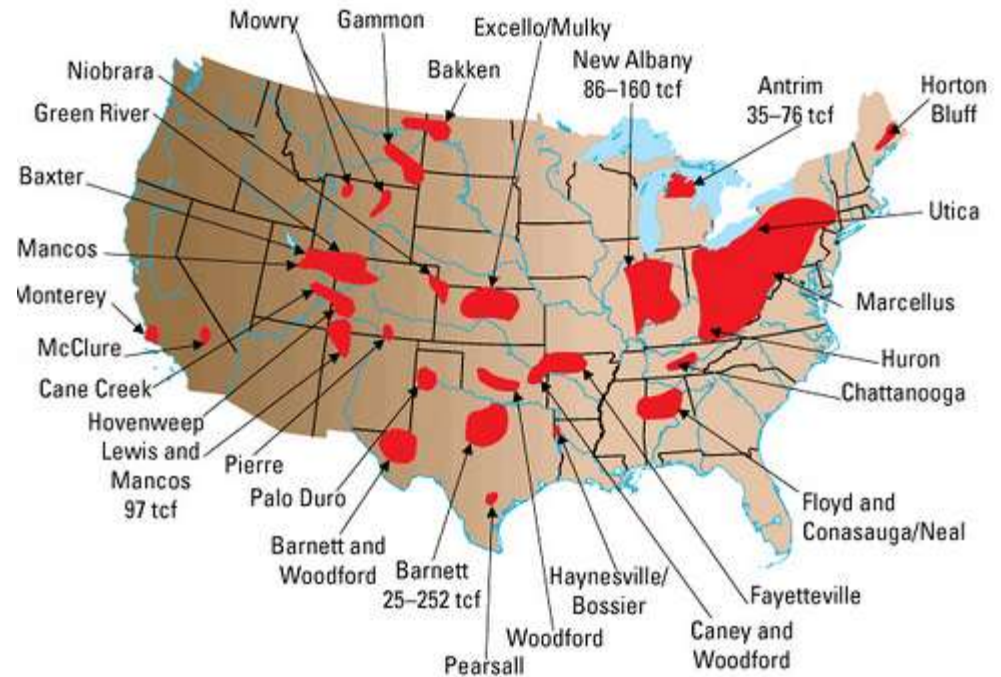 Mowry
Gammon
Excello/Mulky
Niobrara
Bakken
New Albany
86–160 tcf
Antrim
35–76 tcf
Horton
Bluff
Green River
Baxter
Utica
Mancos
Monterey
Marcellus
McClure
Huron
Cane Creek
Chattanooga
Hovenweep
Lewis and
Mancos
97 tcf
Pierre
Palo Duro
Floyd and
Conasauga/Neal
Barnett and
Woodford
Barnett
25–252 tcf
Haynesville/
Bossier
Fayetteville
Woodford
Caney and
Woodford
Pearsall